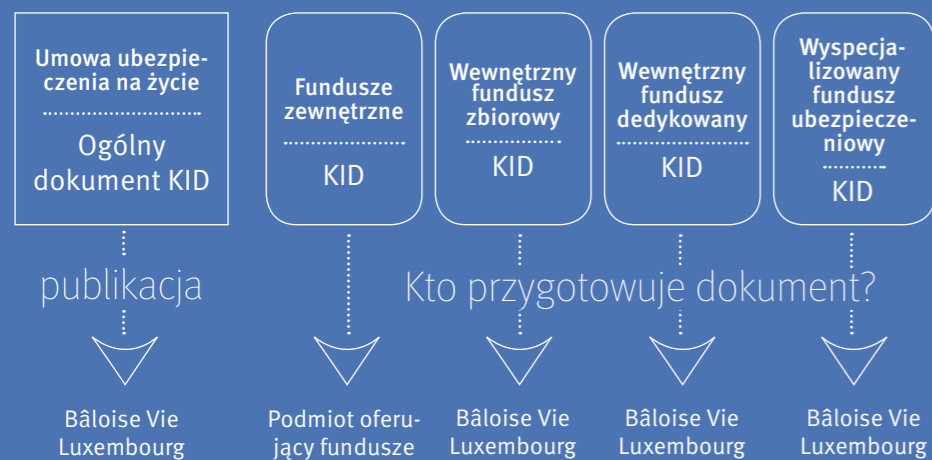 Umowa ubezpie-
czenia na życie
Ogólny
dokument KID
Fundusze
zewnętrzne
KID
Wewnętrzny
fundusz
zbiorowy
KID
Wewnętrzny
fundusz
dedykowany
KID
Wyspecja-
lizowany
fundusz
ubezpiecze-
niowy
KID
publikacja
Kto przygotowuje dokument?
Bâloise Vie
Luxembourg
Podmiot oferu-
jący fundusze
Bâloise Vie
Luxembourg
Bâloise Vie
Luxembourg
Bâloise Vie
Luxembourg